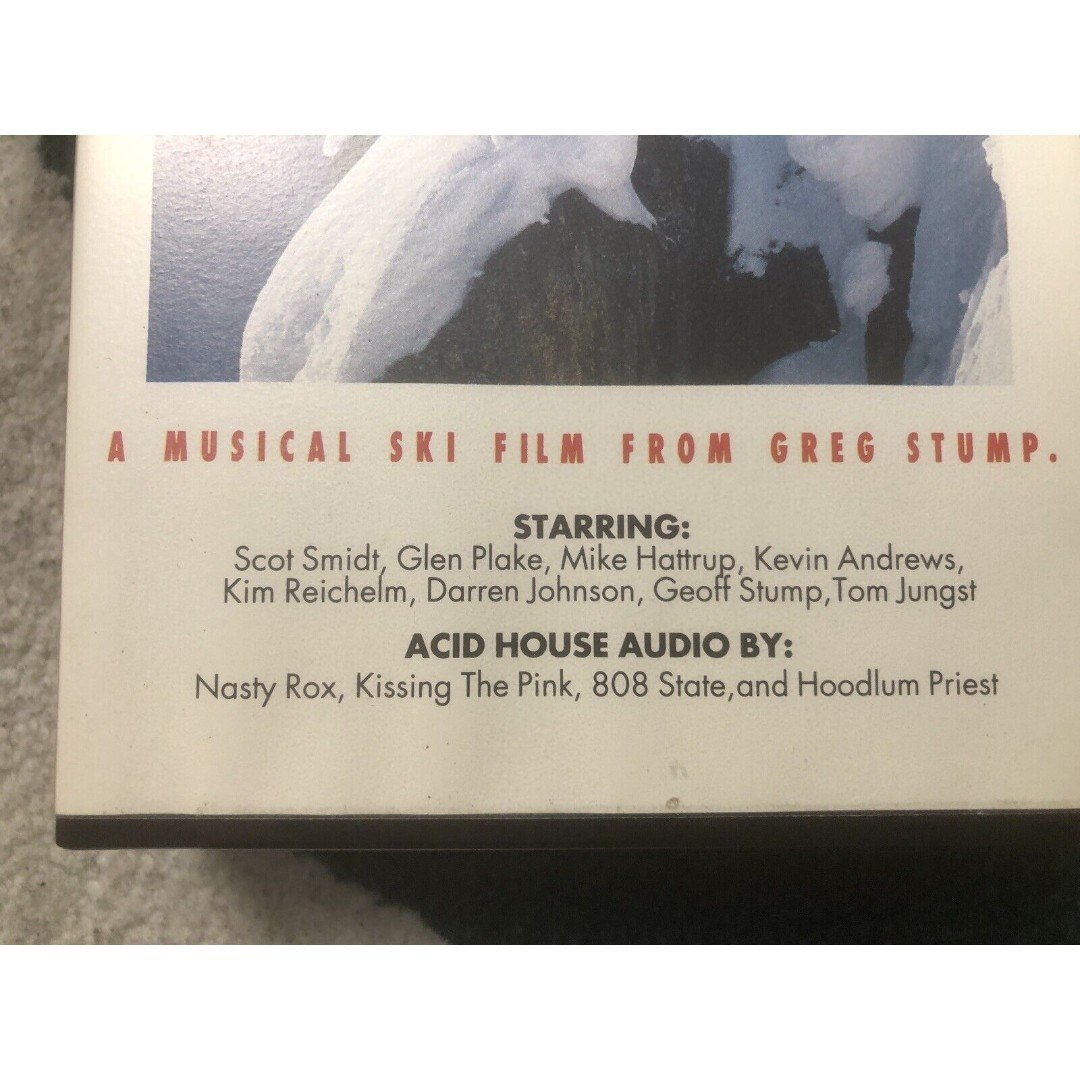 A MUSICAL SKI FILM FROM GREG STUMP.
STARRING:
Scot Smidt, Glen Plake, Mike Hattrup, Kevin Andrews,
Kim Reichelm, Darren Johnson, Geoff Stump,Tom Jungst
ACID HOUSE AUDIO BY:
Nasty Rox, Kissing The Pink, 808 State,and Hoodlum Priest